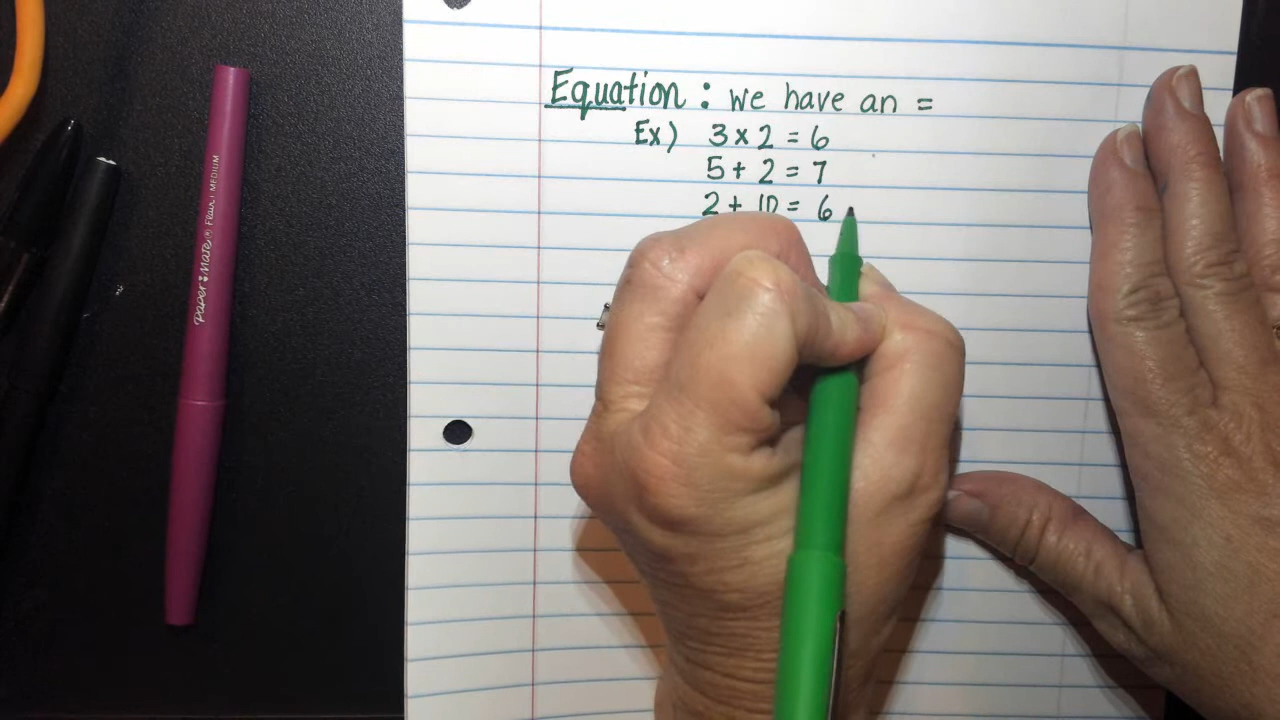 Equation : we have an =
Ex) 3 x 2 = 6
5 + 2 = 7
2 + 10 = 6
Paper Mate Flair MEDIUM